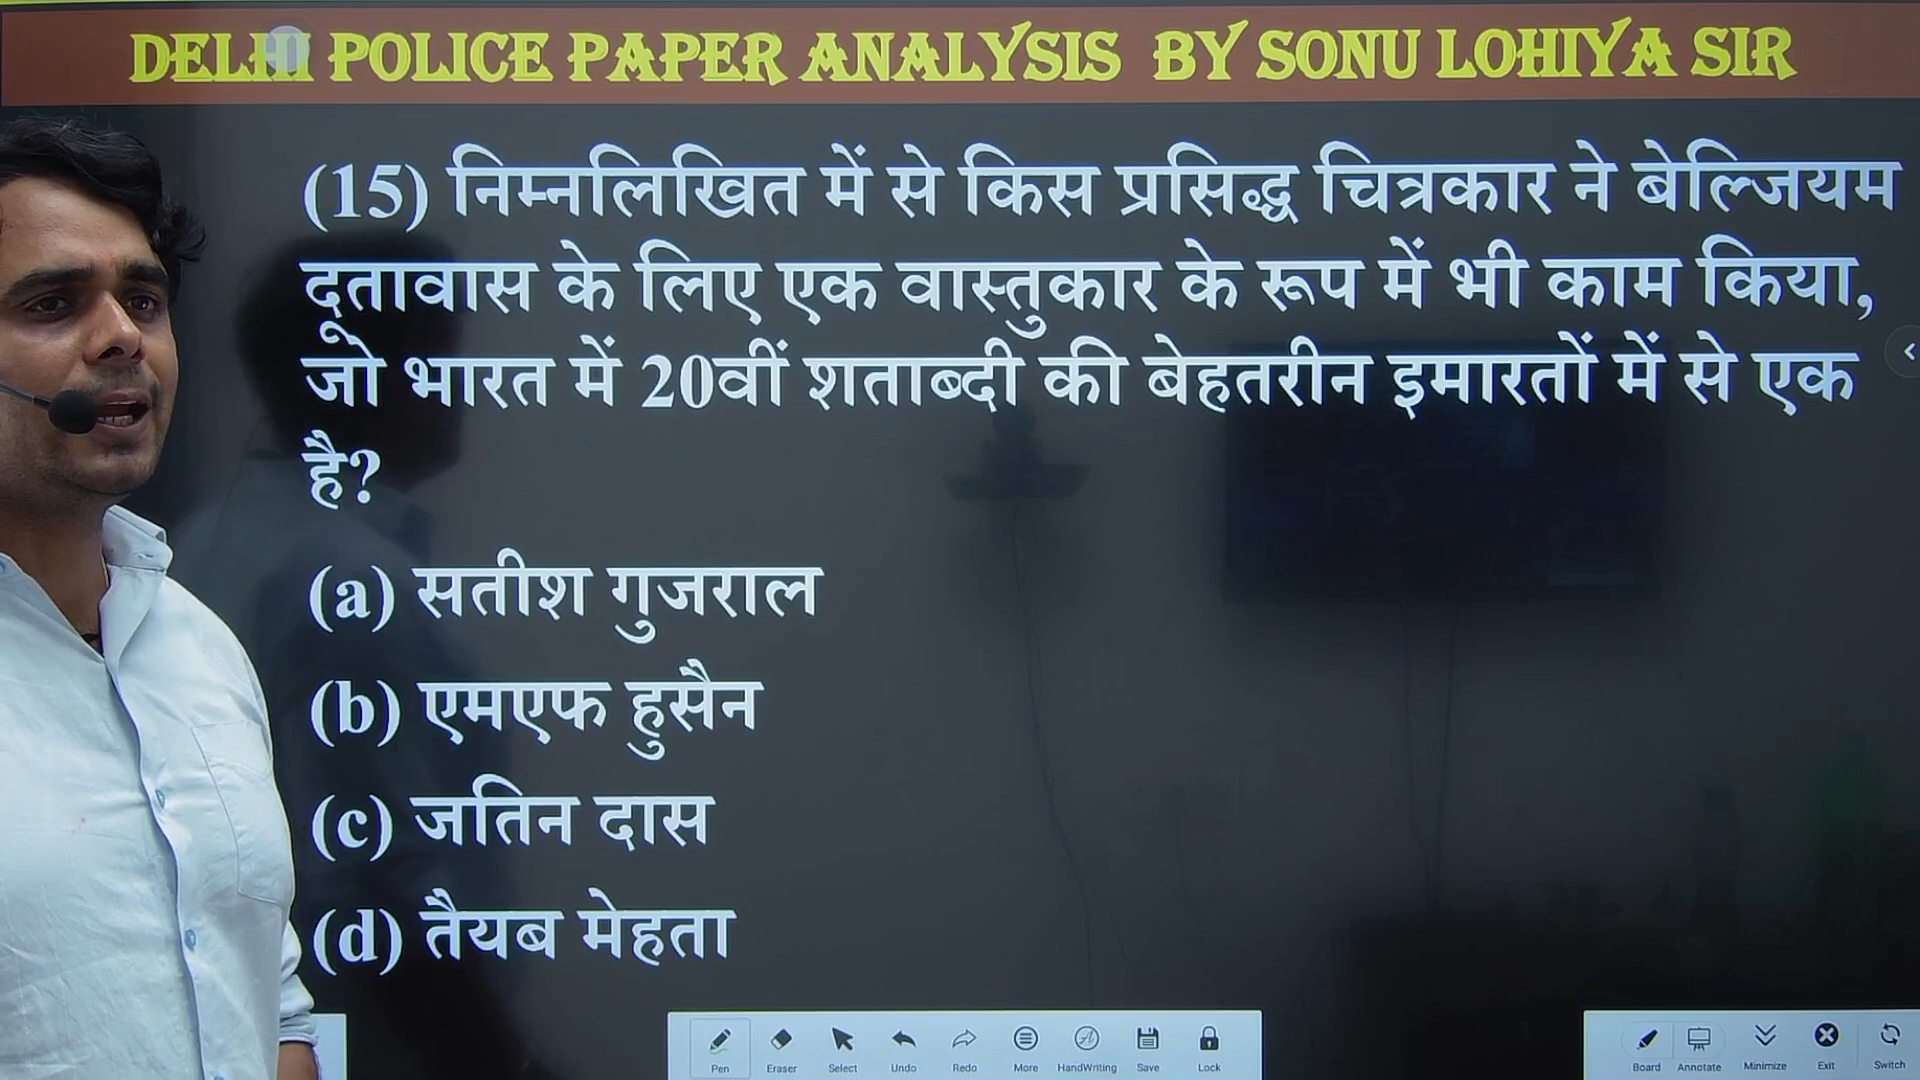 DELHI POLICE PAPER ANALYSIS BY SONU LOHIYA SIR
(15) निम्नलिखित में से किस प्रसिद्ध चित्रकार ने बेल्जियम
दूतावास के लिए एक वास्तुकार के रूप में भी काम किया,
जो भारत में 20वीं शताब्दी की बेहतरीन इमारतों में से एक
है?
(a) सतीश गुजराल
(b) एमएफ हुसैन
(c) जतिन दास
(d) तैयब मेहता
Pen Eraser Select Undo Redo More HandWriting Save Lock
Board Annotate Minimize Exit Switch